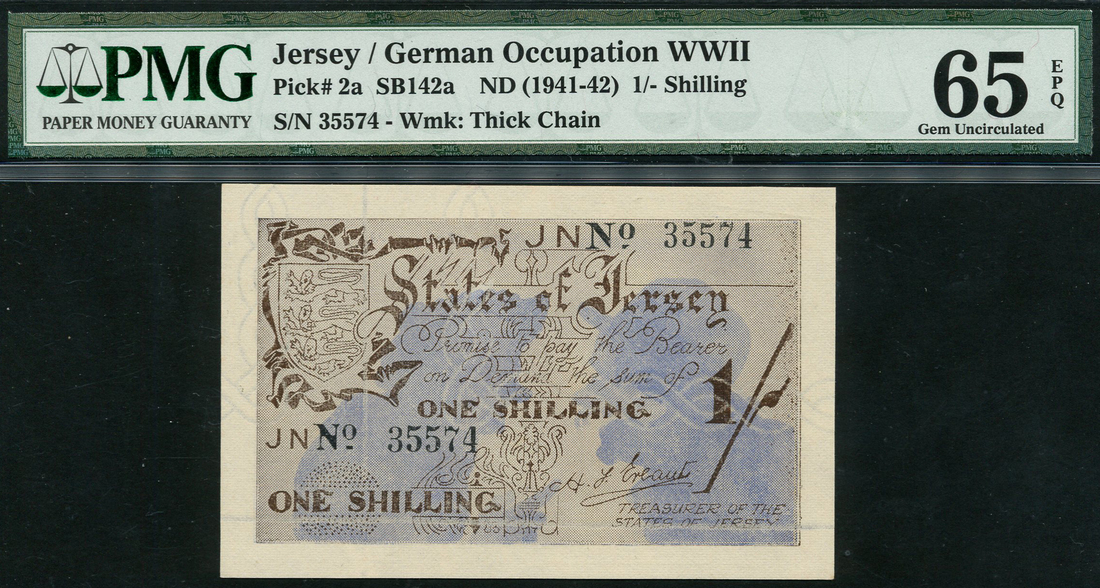 PMG
PAPER MONEY GUARANTY
Jersey / German Occupation WWII
Pick# 2a SB142a ND (1941-42) 1/- Shilling
S/N 35574 - Wmk: Thick Chain
65
EPQ
Gem Uncirculated
JN Nº 35574
States of Jersey
Promise to pay the Bearer
on Demand the sum of
ONE SHILLING 1/-
JN Nº 35574
H. F. Ereaut
ONE SHILLING
TREASURER OF THE
STATES OF JERSEY